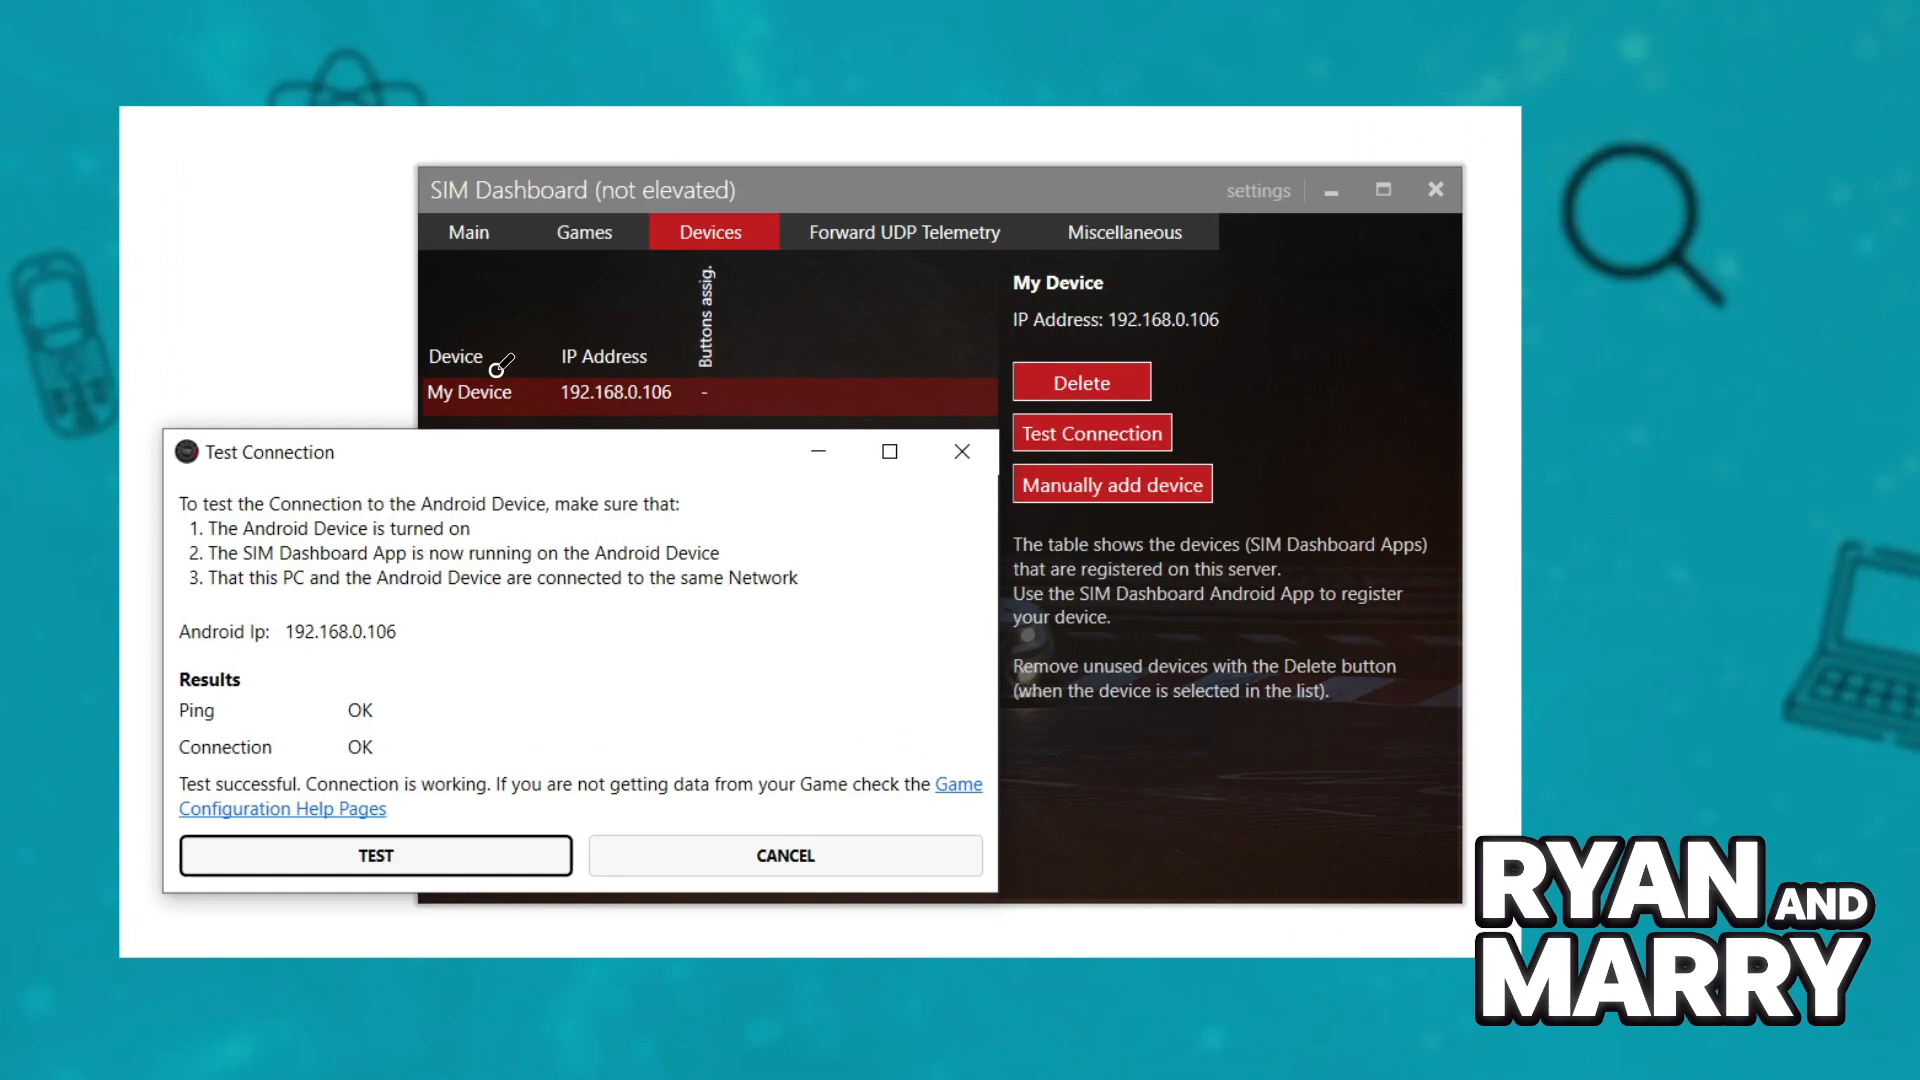 SIM Dashboard (not elevated)
settings
Main Games Devices Forward UDP Telemetry Miscellaneous
Buttons assig.
Device IP Address
My Device 192.168.0.106 -
My Device
IP Address: 192.168.0.106
Delete
Test Connection
Manually add device
The table shows the devices (SIM Dashboard Apps)
that are registered on this server.
Use the SIM Dashboard Android App to register
your device.
Remove unused devices with the Delete button
(when the device is selected in the list).
Test Connection
To test the Connection to the Android Device, make sure that:
1. The Android Device is turned on
2. The SIM Dashboard App is now running on the Android Device
3. That this PC and the Android Device are connected to the same Network
Android Ip: 192.168.0.106
Results
Ping OK
Connection OK
Test successful. Connection is working. If you are not getting data from your Game check the Game
Configuration Help Pages
TEST CANCEL
RYAN AND
MARRY